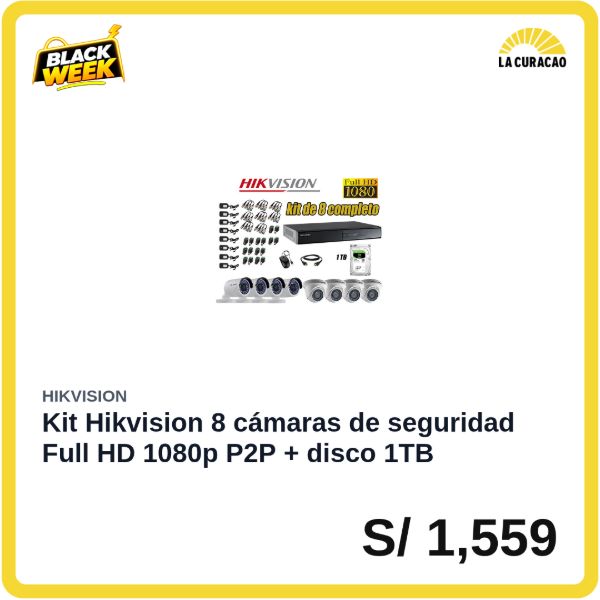 BLACK
WEEK
LA CURACAO
HIKVISION
Full HD
1080
kit de 8 completo
1TB
HIKVISION
Kit Hikvision 8 cámaras de seguridad
Full HD 1080p P2P + disco 1TB
S/ 1,559